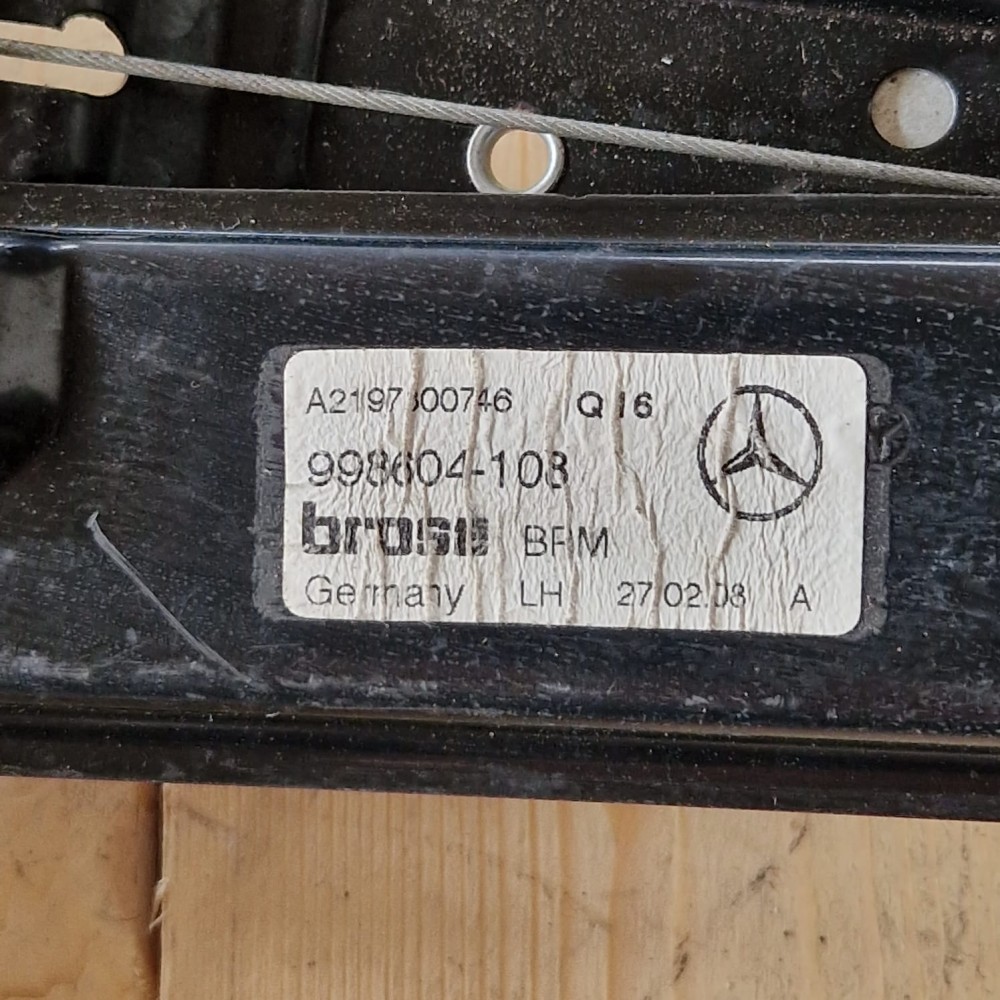 A2197300746 Q16
998604-108
brose BRM
Germany LH 27.02.08 A